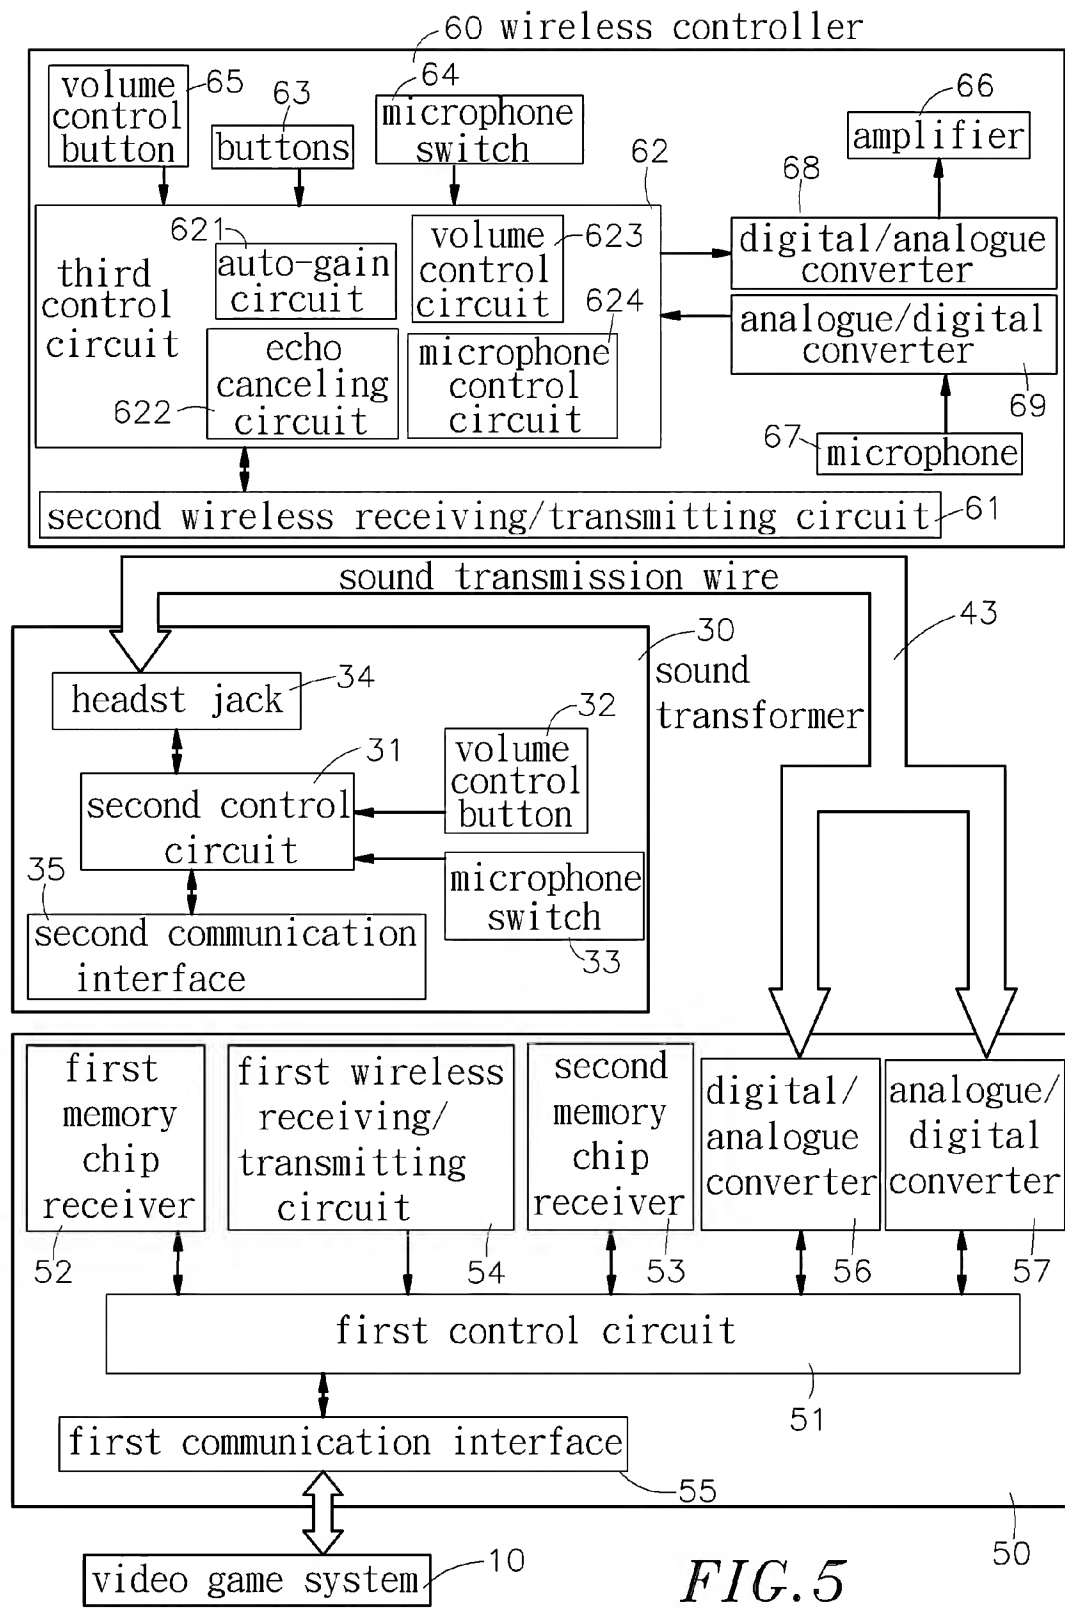 60 wireless controller
volume
control
button
65
63
buttons
64
microphone
switch
66
amplifier
62
68
621
auto-gain
circuit
volume
control
circuit
623
digital/analogue
converter
third
control
circuit
624
analogue/digital
converter
echo
canceling
circuit
622
microphone
control
circuit
69
67
microphone
second wireless receiving/transmitting circuit
61
sound transmission wire
43
30
sound
transformer
headst jack
34
32
volume
control
button
31
second control
circuit
35
microphone
switch
33
second communication
interface
first
memory
chip
receiver
first wireless
receiving/
transmitting
circuit
second
memory
chip
receiver
digital/
analogue
converter
analogue/
digital
converter
52
54
53
56
57
first control circuit
51
first communication interface
55
50
video game system
10
FIG.5